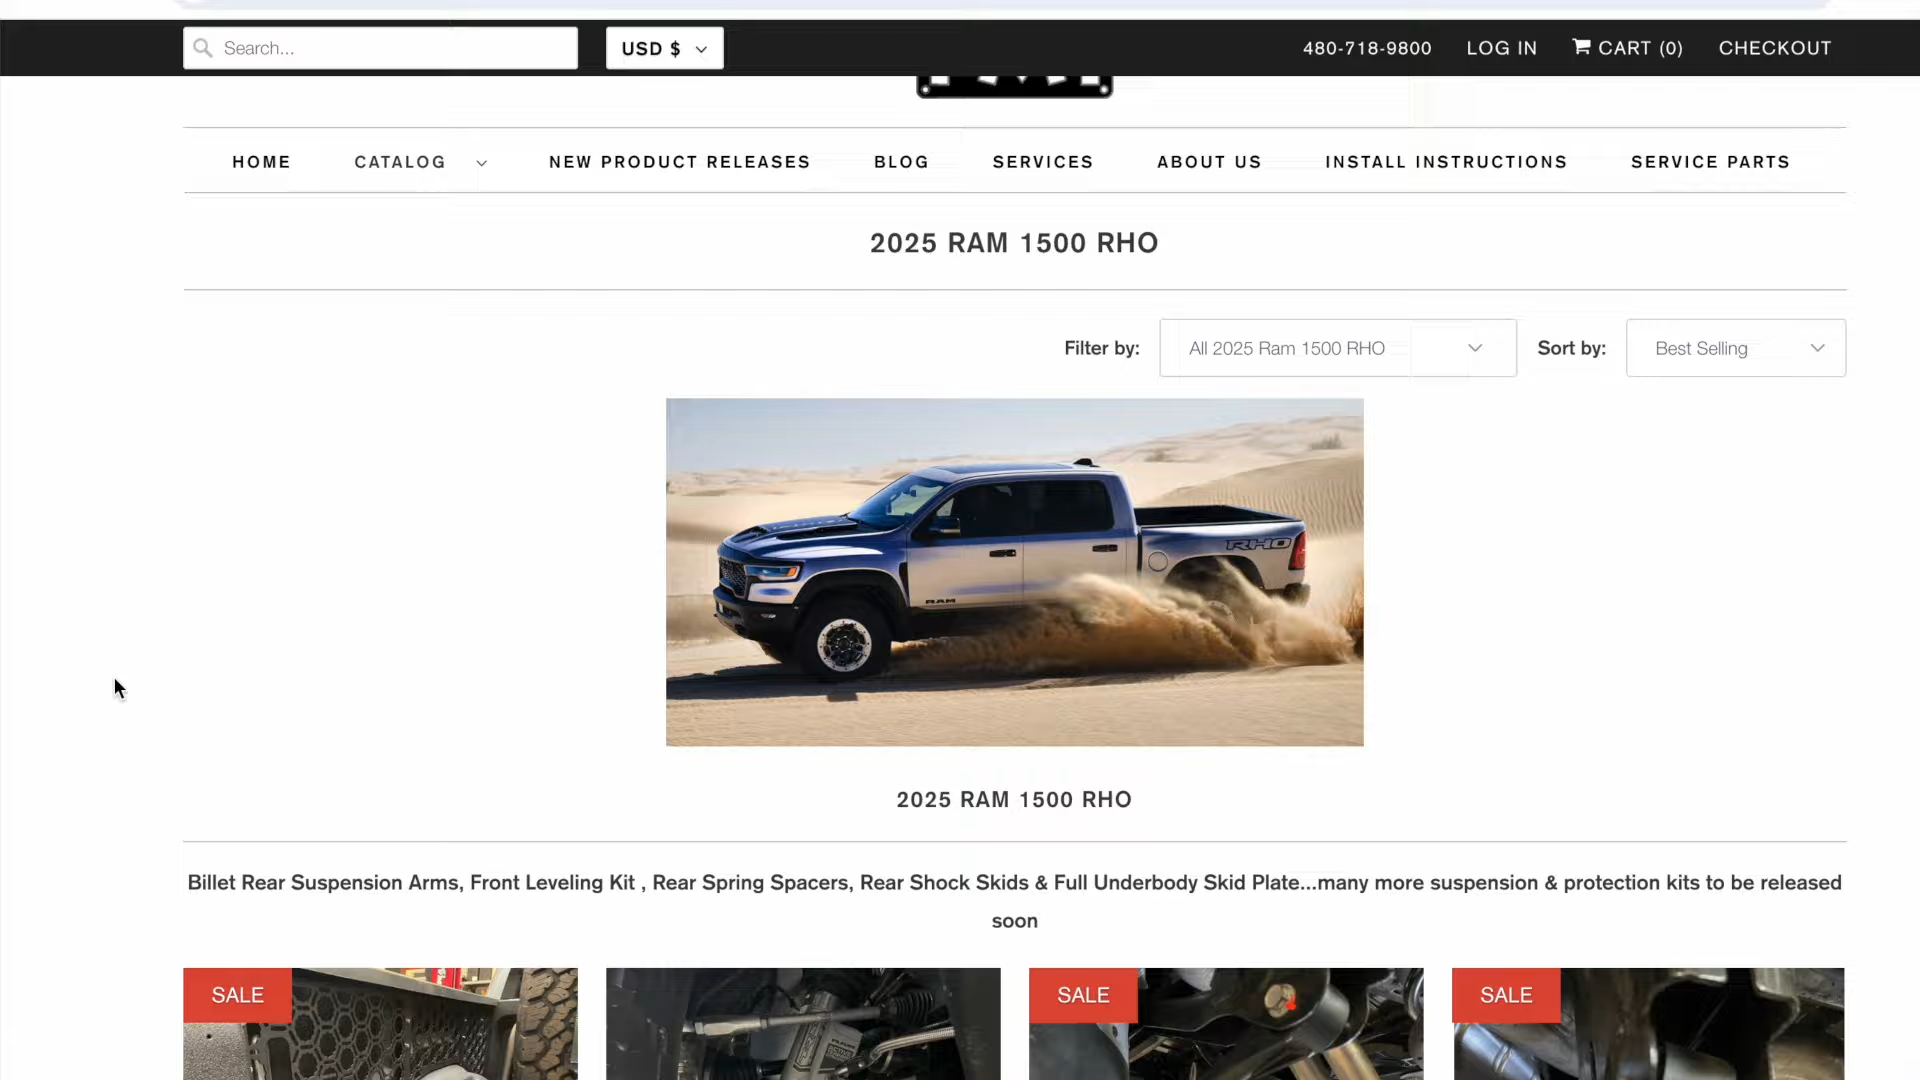 Search...
USD $
480-718-9800
LOG IN
CART (0)
CHECKOUT
HOME
CATALOG
NEW PRODUCT RELEASES
BLOG
SERVICES
ABOUT US
INSTALL INSTRUCTIONS
SERVICE PARTS
2025 RAM 1500 RHO
Filter by:
All 2025 Ram 1500 RHO
Sort by:
Best Selling
RHO
RAM
2025 RAM 1500 RHO
Billet Rear Suspension Arms, Front Leveling Kit , Rear Spring Spacers, Rear Shock Skids & Full Underbody Skid Plate...many more suspension & protection kits to be released
soon
SALE
SALE
SALE